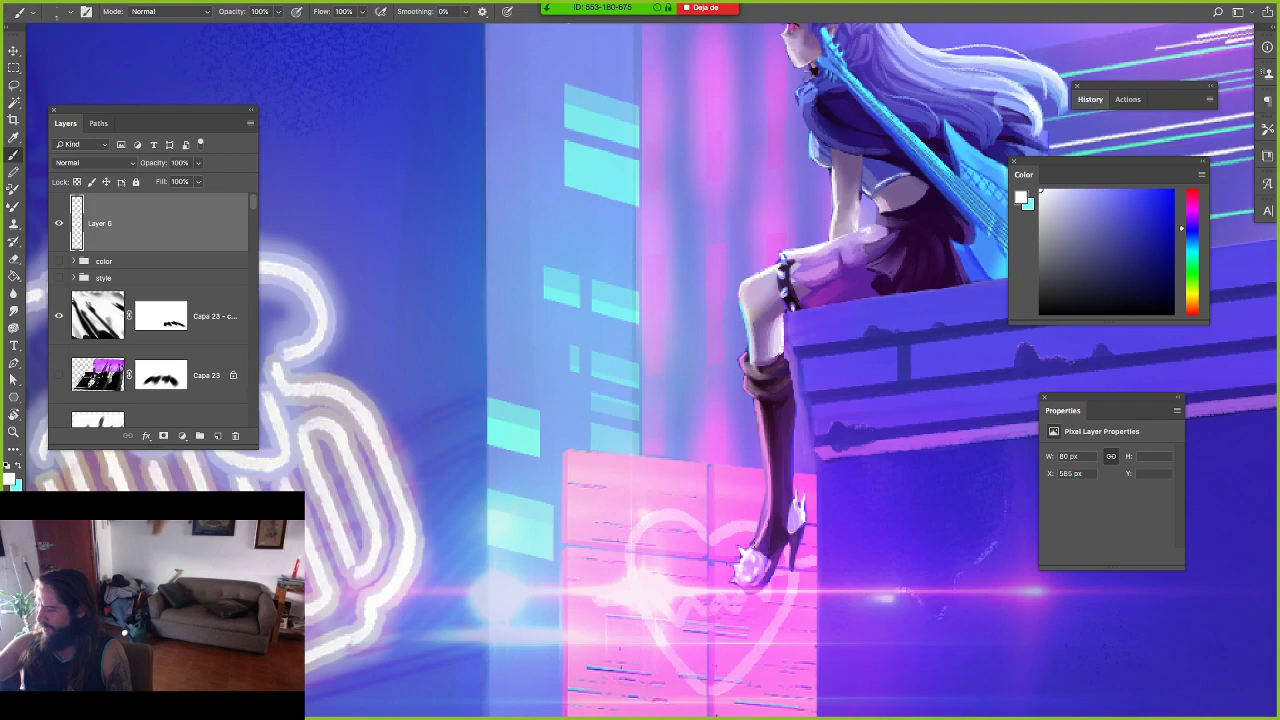 Mode: Normal Opacity: 100% Flow: 100% Smoothing: 0%
ID: 553-180-675 Deja de
Layers Paths
Kind
Normal Opacity: 100%
Lock: Fill: 100%
Layer 6
color
style
Capa 23 - c...
Capa 23
fx
History Actions
Color
Properties
Pixel Layer Properties
W: 80 px H:
X: 585 px Y: